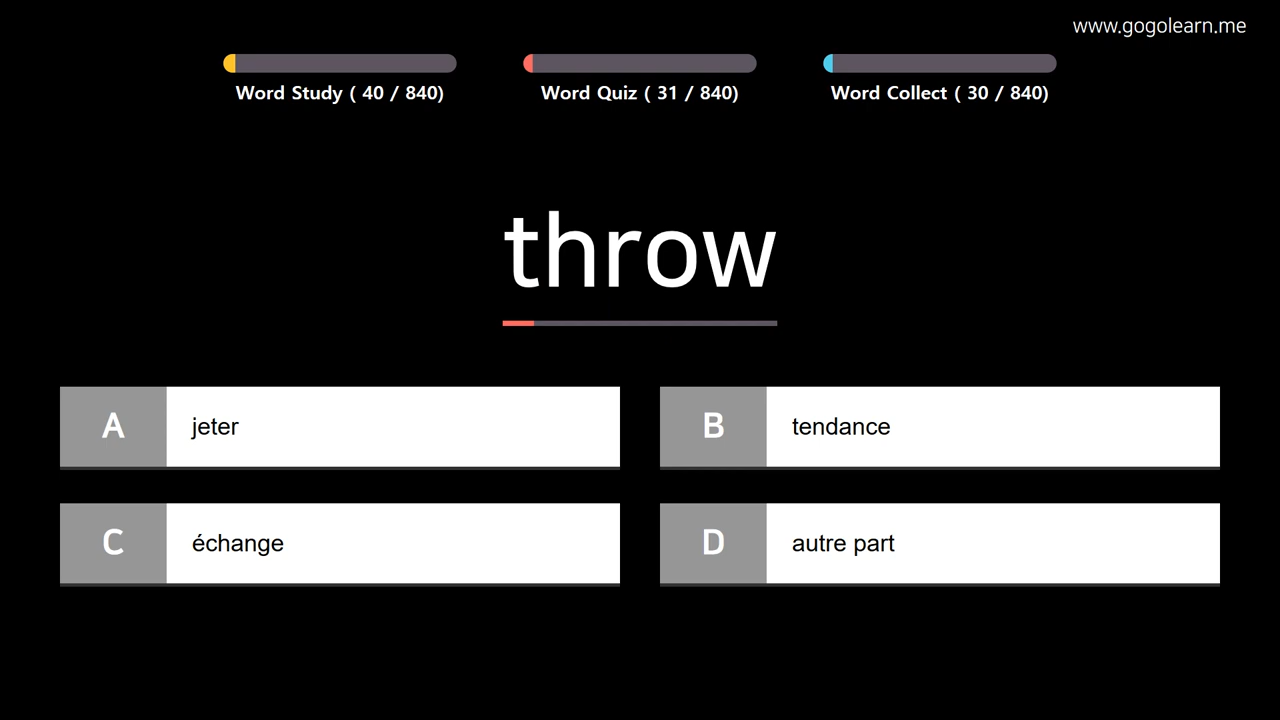 www.gogolearn.me
Word Study ( 40 / 840)
Word Quiz ( 31 / 840)
Word Collect ( 30 / 840)
throw
A jeter
B tendance
C échange
D autre part